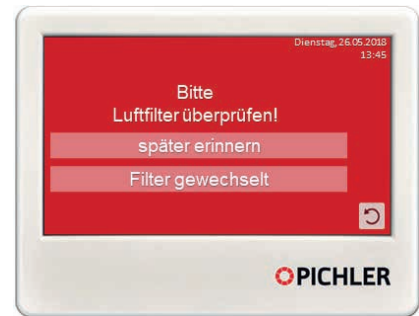 Dienstag, 26.05.2018
13:45
Bitte
Luftfilter überprüfen!
später erinnern
Filter gewechselt
PICHLER